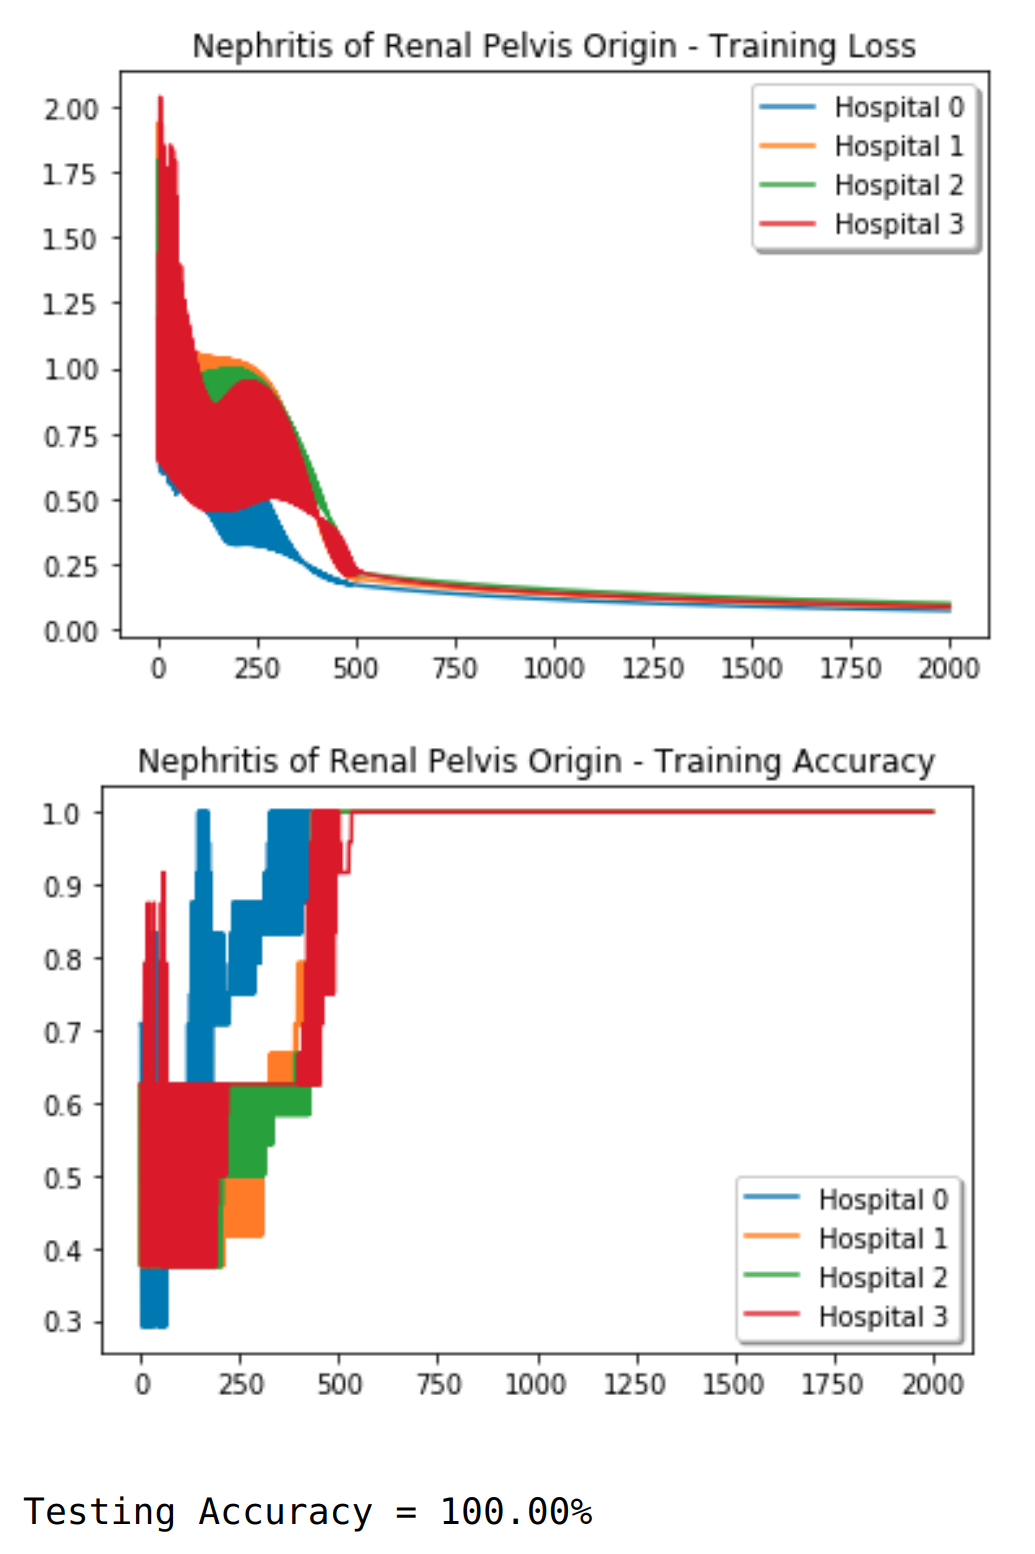 Nephritis of Renal Pelvis Origin - Training Loss
2.00
1.75
1.50
1.25
1.00
0.75
0.50
0.25
0.00
Hospital 0
Hospital 1
Hospital 2
Hospital 3
0 250 500 750 1000 1250 1500 1750 2000
Nephritis of Renal Pelvis Origin - Training Accuracy
1.0
0.9
0.8
0.7
0.6
0.5
0.4
0.3
Hospital 0
Hospital 1
Hospital 2
Hospital 3
0 250 500 750 1000 1250 1500 1750 2000
Testing Accuracy = 100.00%